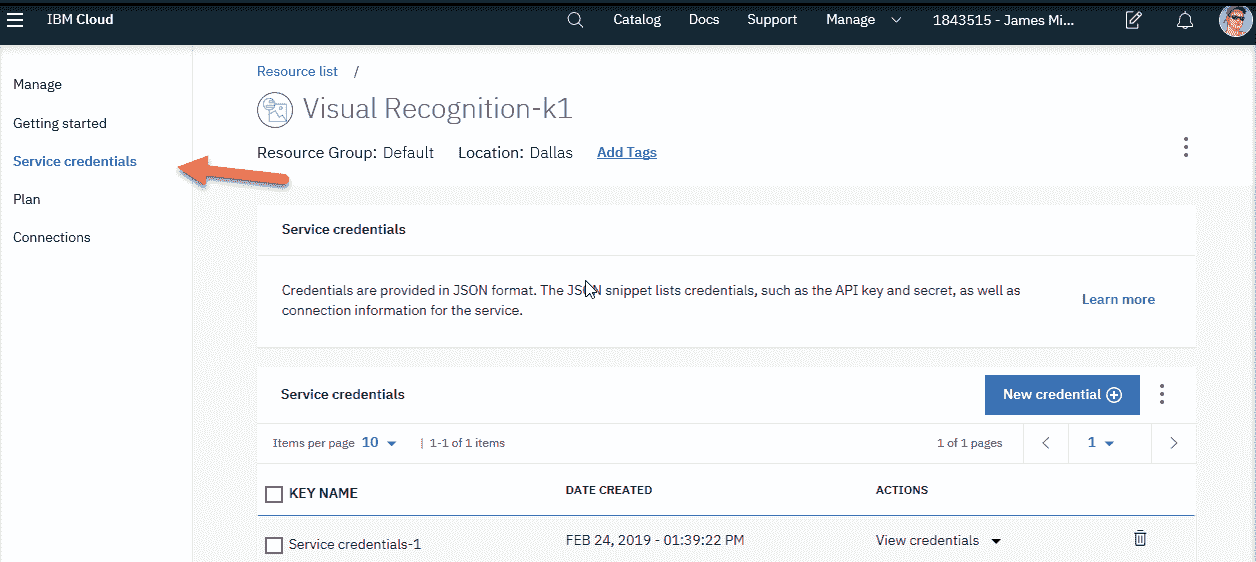 IBM Cloud Catalog Docs Support Manage 1843515 - James Mi...
Manage
Getting started
Service credentials
Plan
Connections
Resource list /
Visual Recognition-k1
Resource Group: Default Location: Dallas Add Tags
Service credentials
Credentials are provided in JSON format. The JSON snippet lists credentials, such as the API key and secret, as well as
connection information for the service.
Learn more
Service credentials
New credential
Items per page 10 | 1-1 of 1 items 1 of 1 pages 1
KEY NAME DATE CREATED ACTIONS
Service credentials-1 FEB 24, 2019 - 01:39:22 PM View credentials